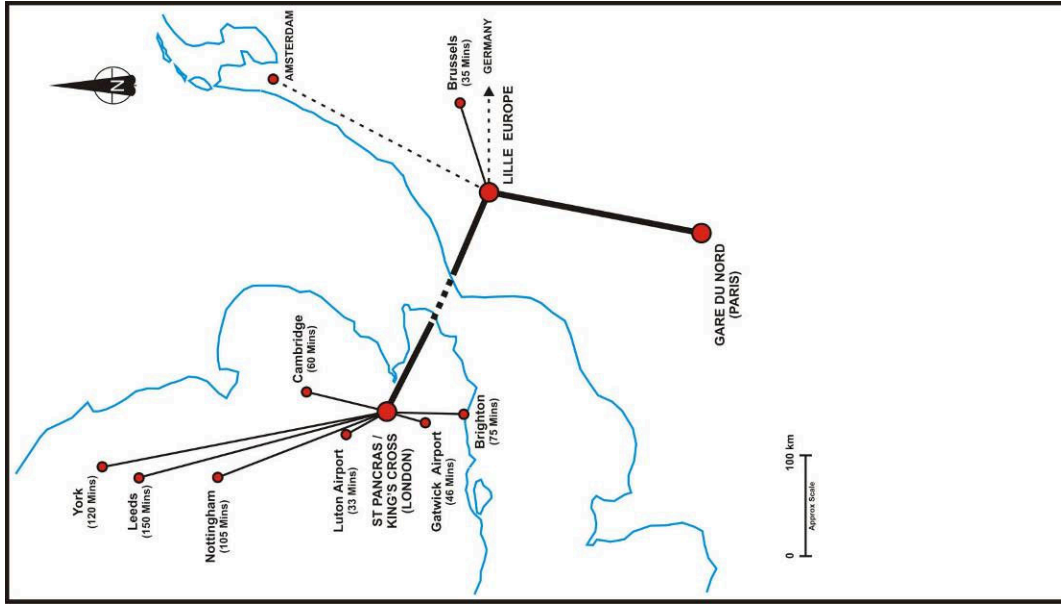 N
AMSTERDAM
York
(120 Mins)
Leeds
(150 Mins)
Nottingham
(105 Mins)
Cambridge
(60 Mins)
Luton Airport
(33 Mins)
ST PANCRAS /
KING'S CROSS
(LONDON)
Gatwick Airport
(46 Mins)
Brighton
(75 Mins)
Brussels
(35 Mins)
GERMANY
LILLE EUROPE
GARE DU NORD
(PARIS)
0
100 km
Approx Scale